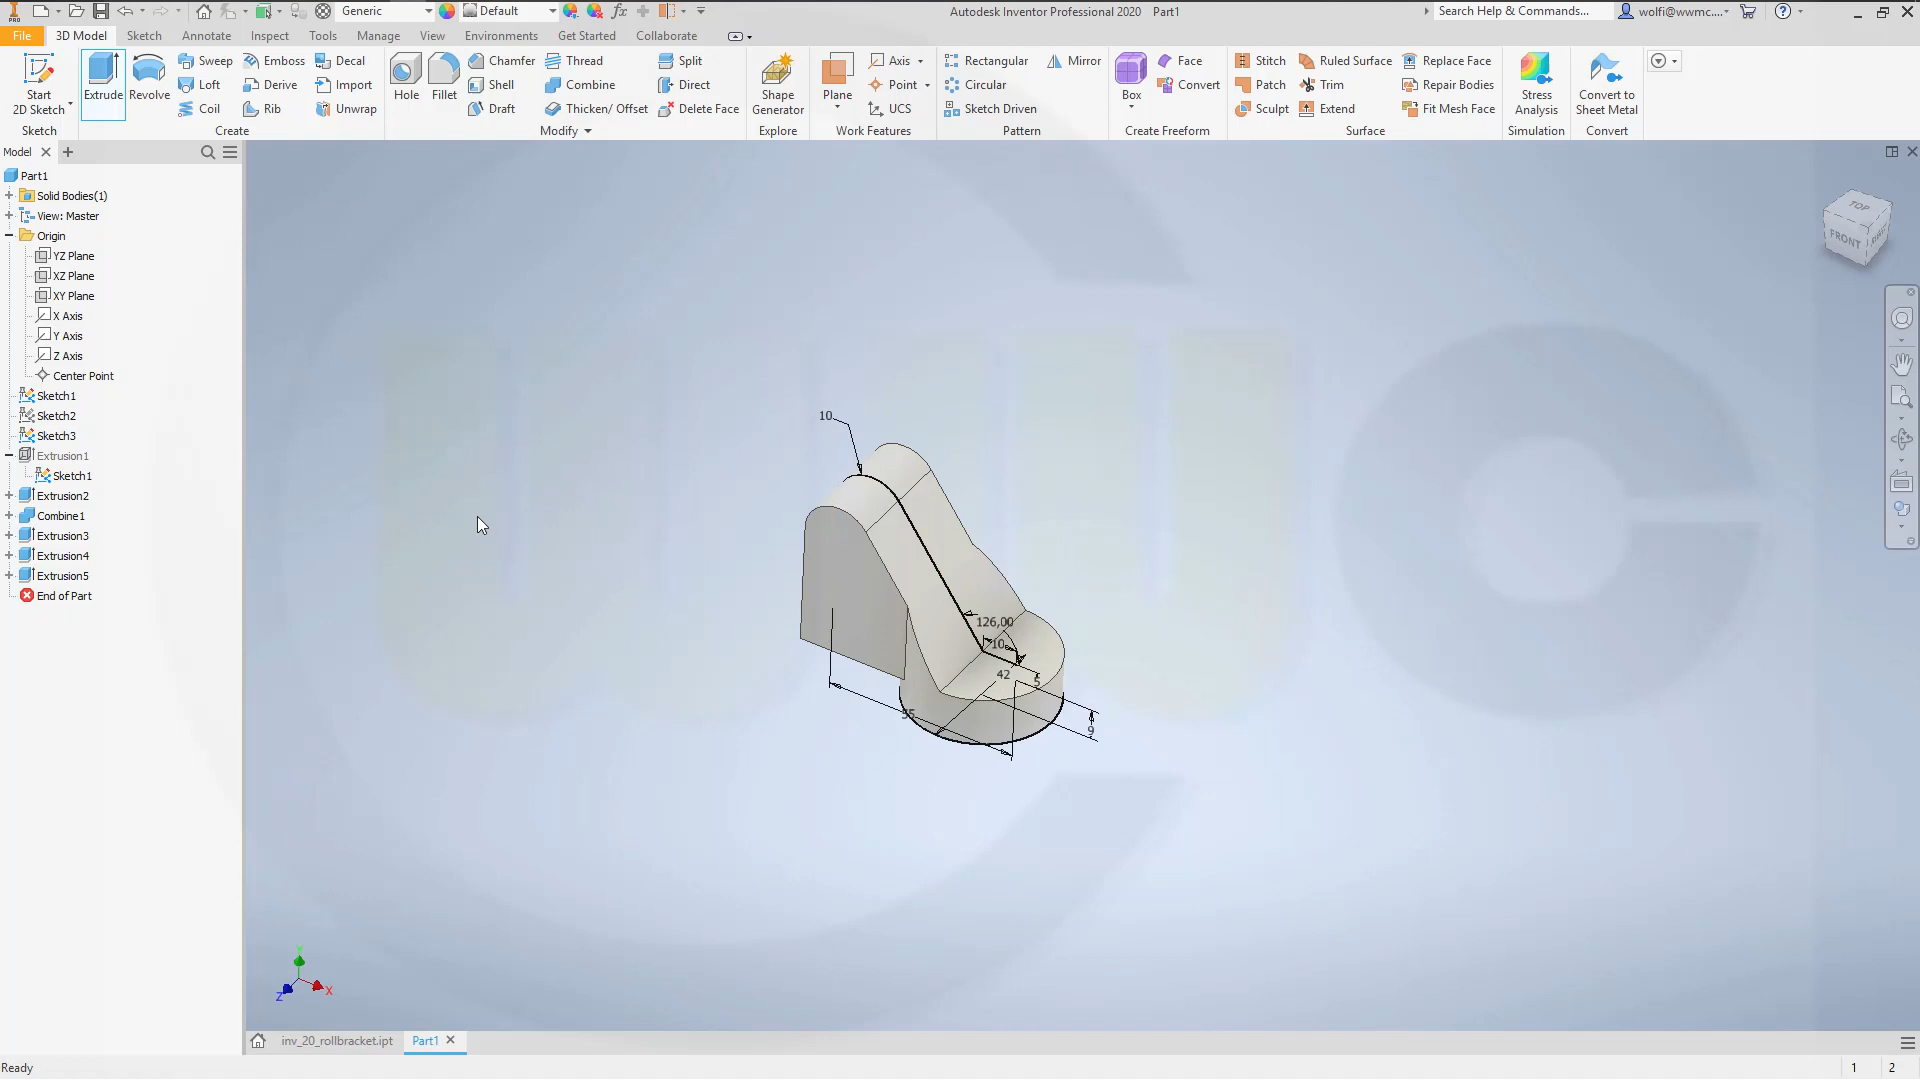 Generic
Default
Autodesk Inventor Professional 2020 Part1
Search Help & Commands...
wolfi@wwmc....
PRO
File
3D Model
Sketch
Annotate
Inspect
Tools
Manage
View
Environments
Get Started
Collaborate
Start
2D Sketch
Sketch
Extrude
Revolve
Sweep
Loft
Coil
Emboss
Derive
Rib
Decal
Import
Unwrap
Create
Hole
Fillet
Chamfer
Shell
Draft
Thread
Combine
Thicken/ Offset
Split
Direct
Delete Face
Modify
Shape
Generator
Explore
Plane
Axis
Point
UCS
Work Features
Rectangular
Circular
Sketch Driven
Mirror
Pattern
Box
Face
Convert
Create Freeform
Stitch
Patch
Sculpt
Ruled Surface
Trim
Extend
Replace Face
Repair Bodies
Fit Mesh Face
Surface
Stress
Analysis
Simulation
Convert to
Sheet Metal
Convert
Model
Part1
Solid Bodies(1)
View: Master
Origin
YZ Plane
XZ Plane
XY Plane
X Axis
Y Axis
Z Axis
Center Point
Sketch1
Sketch2
Sketch3
Extrusion1
Sketch1
Extrusion2
Combine1
Extrusion3
Extrusion4
Extrusion5
End of Part
TOP
FRONT
RIGHT
10
126,00
10
42
5
55
9
Y
Z
X
inv_20_rollbracket.ipt
Part1
Ready
1
2